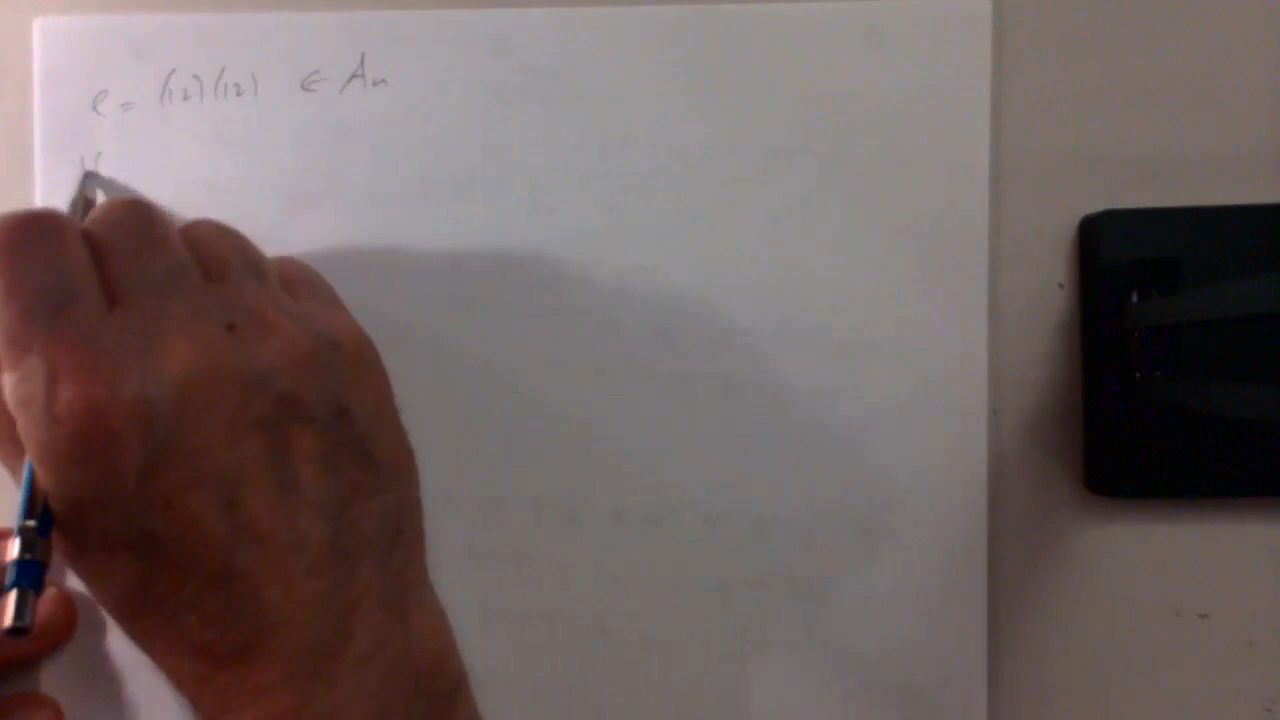 e = (12)(12) ∈ An